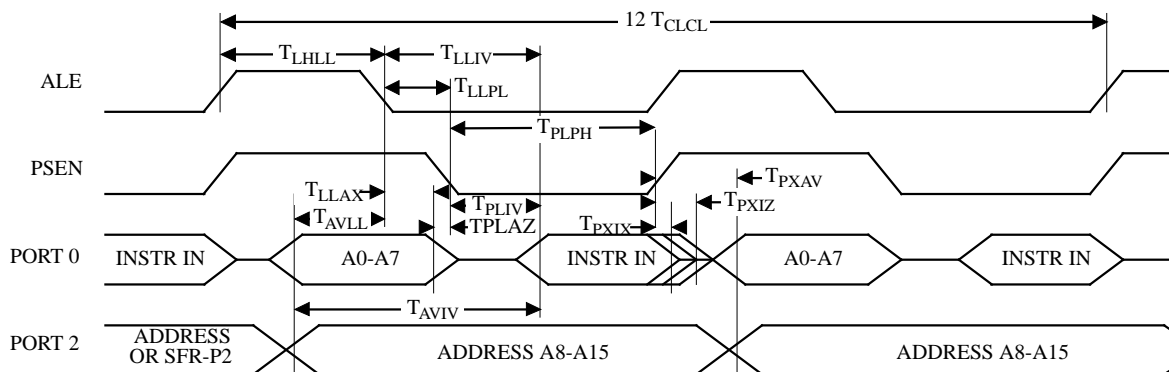 12 TCLCL
TLHLL
TLLIV
ALE
TLLPL
TPLPH
PSEN
TPXAV
TLLAX
TPXIZ
TPLIV
TAVLL
TPLAZ
TPXIX
PORT 0
INSTR IN
A0-A7
INSTR IN
A0-A7
INSTR IN
TAVIV
PORT 2
ADDRESS
OR SFR-P2
ADDRESS A8-A15
ADDRESS A8-A15